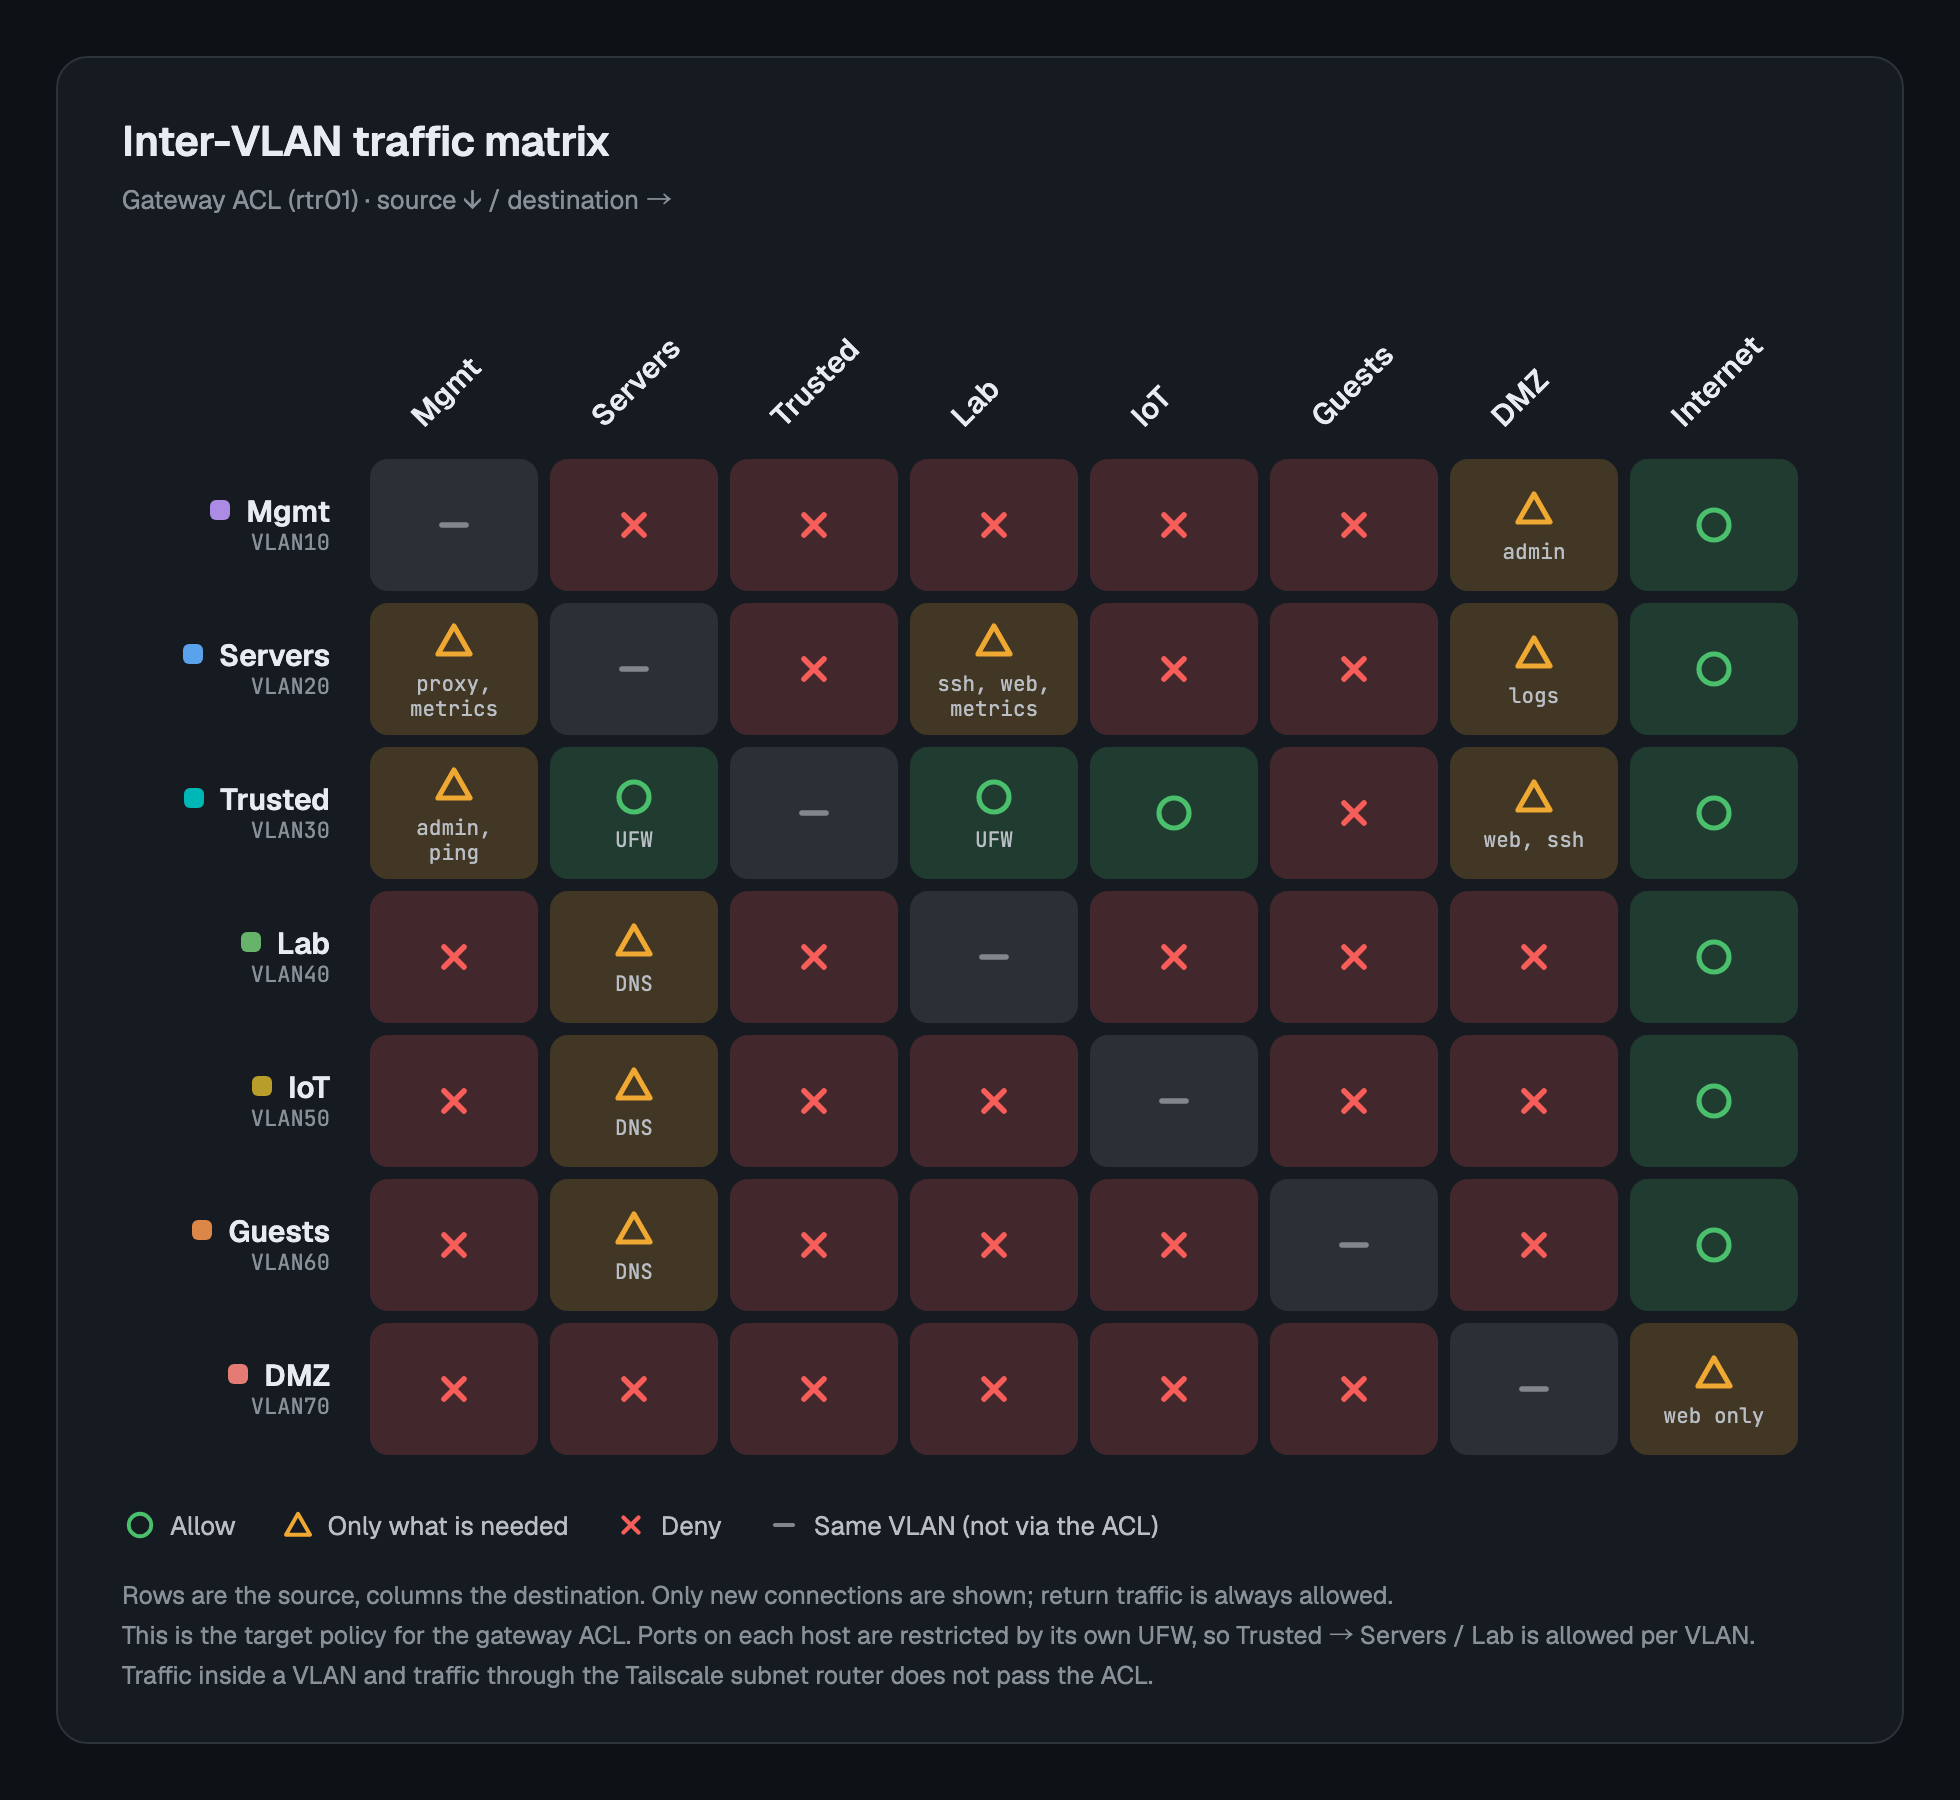 Inter-VLAN traffic matrix
Gateway ACL (rtr01) · source ↓ / destination →
Mgmt
Servers
Trusted
Lab
IoT
Guests
DMZ
Internet
Mgmt
VLAN10
admin
Servers
VLAN20
proxy,
metrics
ssh, web,
metrics
logs
Trusted
VLAN30
admin,
ping
UFW
UFW
web, ssh
Lab
VLAN40
DNS
IoT
VLAN50
DNS
Guests
VLAN60
DNS
DMZ
VLAN70
web only
Allow
Only what is needed
Deny
Same VLAN (not via the ACL)
Rows are the source, columns the destination. Only new connections are shown; return traffic is always allowed.
This is the target policy for the gateway ACL. Ports on each host are restricted by its own UFW, so Trusted → Servers / Lab is allowed per VLAN.
Traffic inside a VLAN and traffic through the Tailscale subnet router does not pass the ACL.